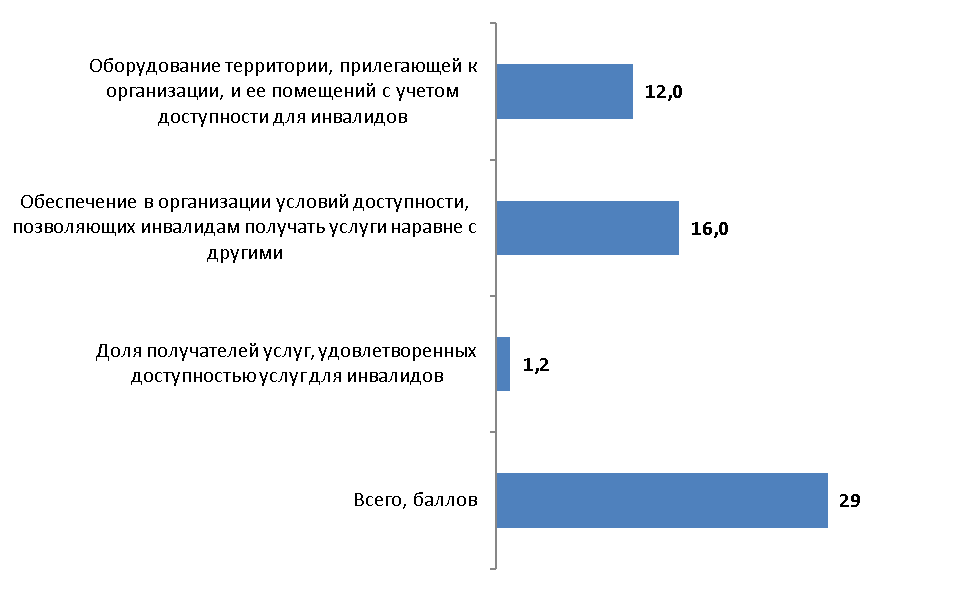 Оборудование территории, прилегающей к
организации, и ее помещений с учетом
доступности для инвалидов
12,0
Обеспечение в организации условий доступности,
позволяющих инвалидам получать услуги наравне с
другими
16,0
Доля получателей услуг, удовлетворенных
доступностью услуг для инвалидов
1,2
Всего, баллов
29